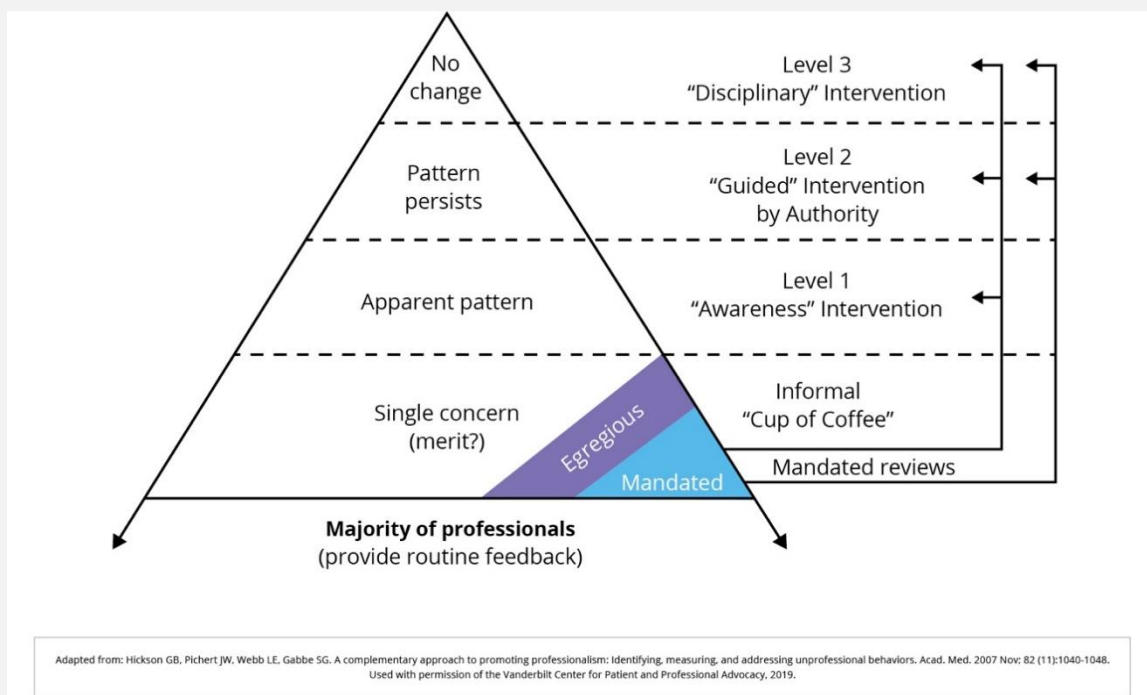 No
change
Level 3
“Disciplinary” Intervention
Pattern
persists
Level 2
“Guided” Intervention
by Authority
Apparent pattern
Level 1
“Awareness” Intervention
Single concern
(merit?)
Egregious
Mandated
Informal
“Cup of Coffee”
Mandated reviews
Majority of professionals
(provide routine feedback)
Adapted from: Hickson GB, Pichert JW, Webb LE, Gabbe SG. A complementary approach to promoting professionalism: Identifying, measuring, and addressing unprofessional behaviors. Acad. Med. 2007 Nov; 82 (11):1040-1048.
Used with permission of the Vanderbilt Center for Patient and Professional Advocacy, 2019.